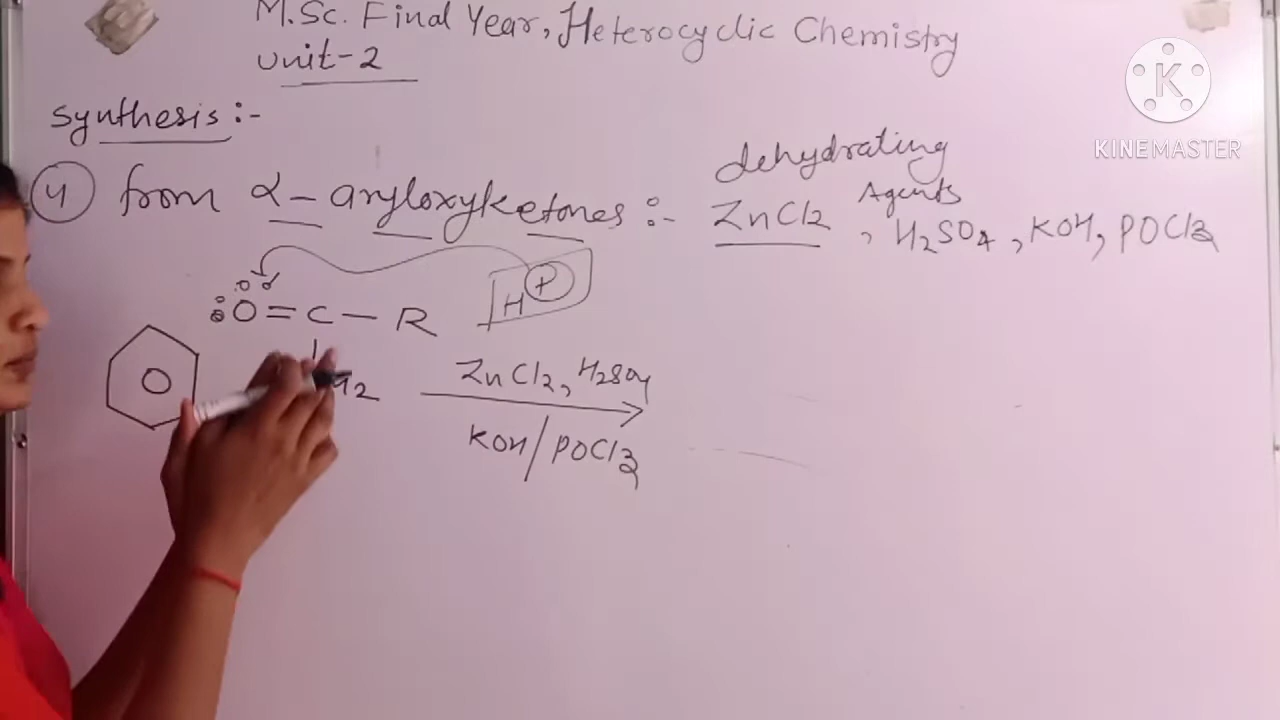 M.Sc. Final Year, Heterocyclic Chemistry
Unit-2
K
KINEMASTER
Synthesis :-
4 from α- aryloxyketones :-
dehydrating
Agents
ZnCl2, H2SO4, KOH, POCl3
O = C - R
H+
ZnCl2, H2SO4
KOH/POCl3